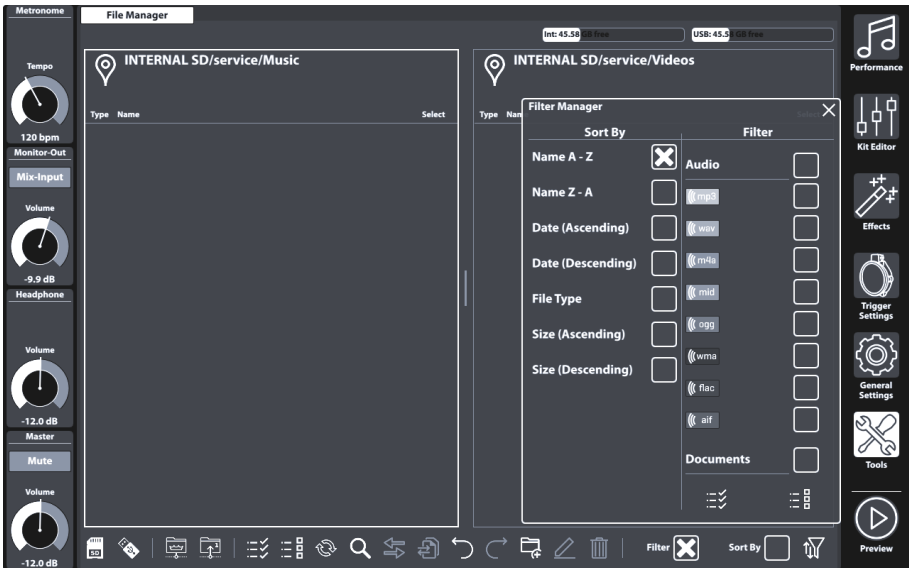 Metronome
Tempo
120 bpm
Monitor-Out
Mix-Input
Volume
-9.9 dB
Headphone
Volume
-12.0 dB
Master
Mute
Volume
-12.0 dB
File Manager
Int: 45.58 GB free
USB: 45.58 GB free
INTERNAL SD/service/Music
Type Name Select
INTERNAL SD/service/Videos
Type Nam Select
Filter Manager
Sort By
Name A - Z
Name Z - A
Date (Ascending)
Date (Descending)
File Type
Size (Ascending)
Size (Descending)
Filter
Audio
mp3
wav
m4a
mid
ogg
wma
flac
aif
Documents
SD
Filter
Sort By
Performance
Kit Editor
Effects
Trigger
Settings
General
Settings
Tools
Preview